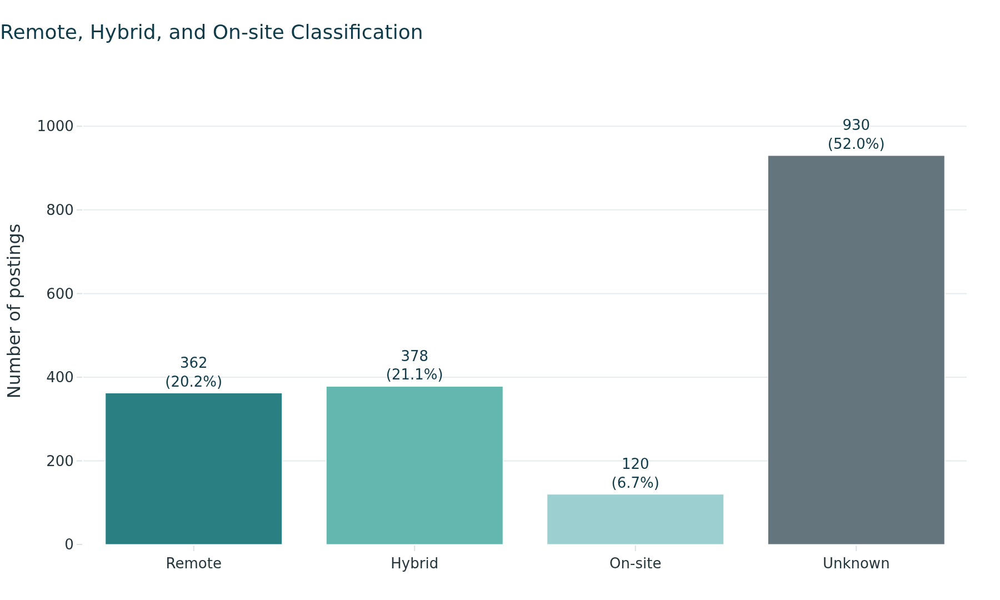 Remote, Hybrid, and On-site Classification
Number of postings
1000
800
600
400
200
0
362
(20.2%)
378
(21.1%)
120
(6.7%)
930
(52.0%)
Remote
Hybrid
On-site
Unknown